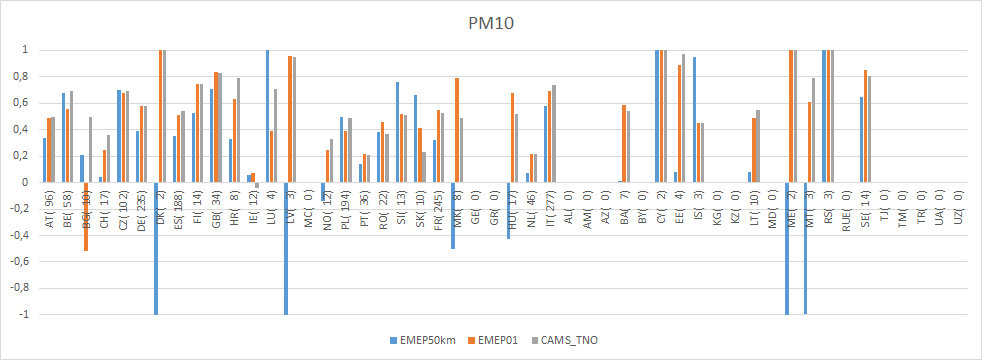 PM10
1
0,8
0,6
0,4
0,2
0
-0,2
-0,4
-0,6
-0,8
-1
AT( 96)
BE( 58)
BG( 10)
CH( 17)
CZ( 102)
DE( 235)
DK( 2)
ES( 188)
FI( 14)
GB( 34)
HR( 8)
IE( 12)
LU( 4)
LV( 3)
MC( 0)
NO( 12)
PL( 194)
PT( 36)
RO( 22)
SI( 13)
SK( 10)
FR( 245)
MK( 8)
GE( 0)
GR( 0)
HU( 17)
NL( 46)
IT( 277)
AL( 0)
AM( 0)
AZ( 0)
BA( 7)
BY( 0)
CY( 2)
EE( 4)
IS( 3)
KG( 0)
KZ( 0)
LT( 10)
MD( 0)
ME( 2)
MT( 3)
RS( 3)
RUE( 0)
SE( 14)
TJ( 0)
TM( 0)
TR( 0)
UA( 0)
UZ( 0)
EMEP50km EMEP01 CAMS_TNO